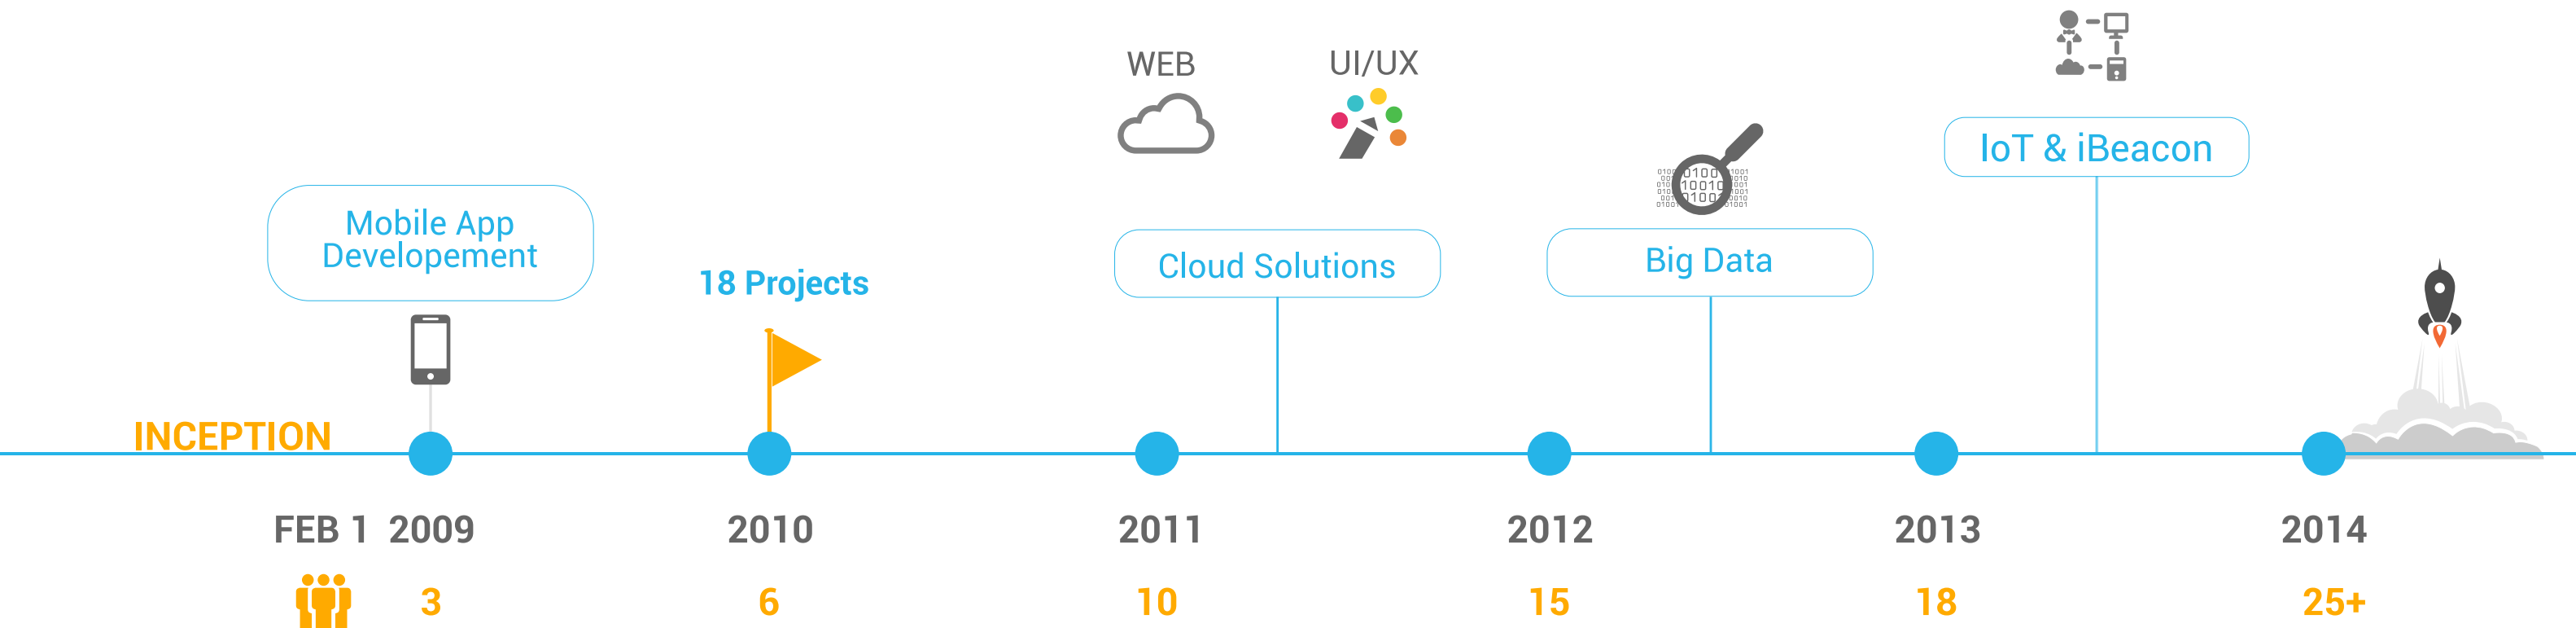 WEB
UI/UX
IoT & iBeacon
Mobile App
Developement
Cloud Solutions
Big Data
18 Projects
INCEPTION
FEB 1 2009 2010 2011 2012 2013 2014
3 6 10 15 18 25+